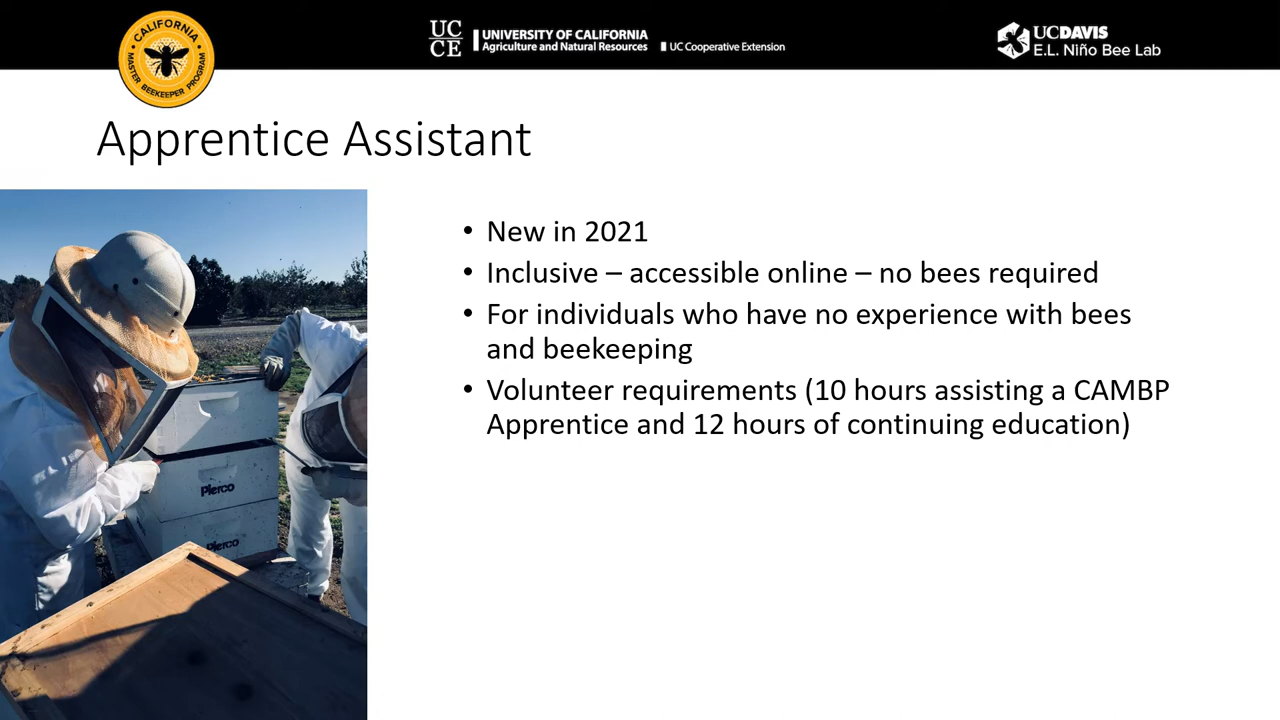 CALIFORNIA
MASTER BEEKEEPER PROGRAM
UC
CE
UNIVERSITY OF CALIFORNIA
Agriculture and Natural Resources
UC Cooperative Extension
UCDAVIS
E.L. Niño Bee Lab
Apprentice Assistant
• New in 2021
• Inclusive – accessible online – no bees required
• For individuals who have no experience with bees
and beekeeping
• Volunteer requirements (10 hours assisting a CAMBP
Apprentice and 12 hours of continuing education)
Pierco
Pierco